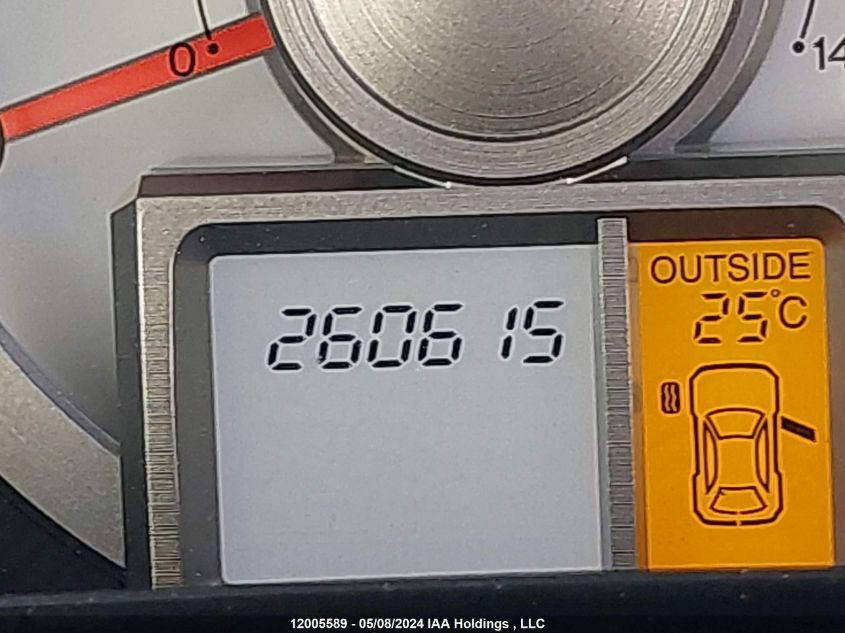 0
14
260615
OUTSIDE
25°C
12005589 - 05/08/2024 IAA Holdings , LLC